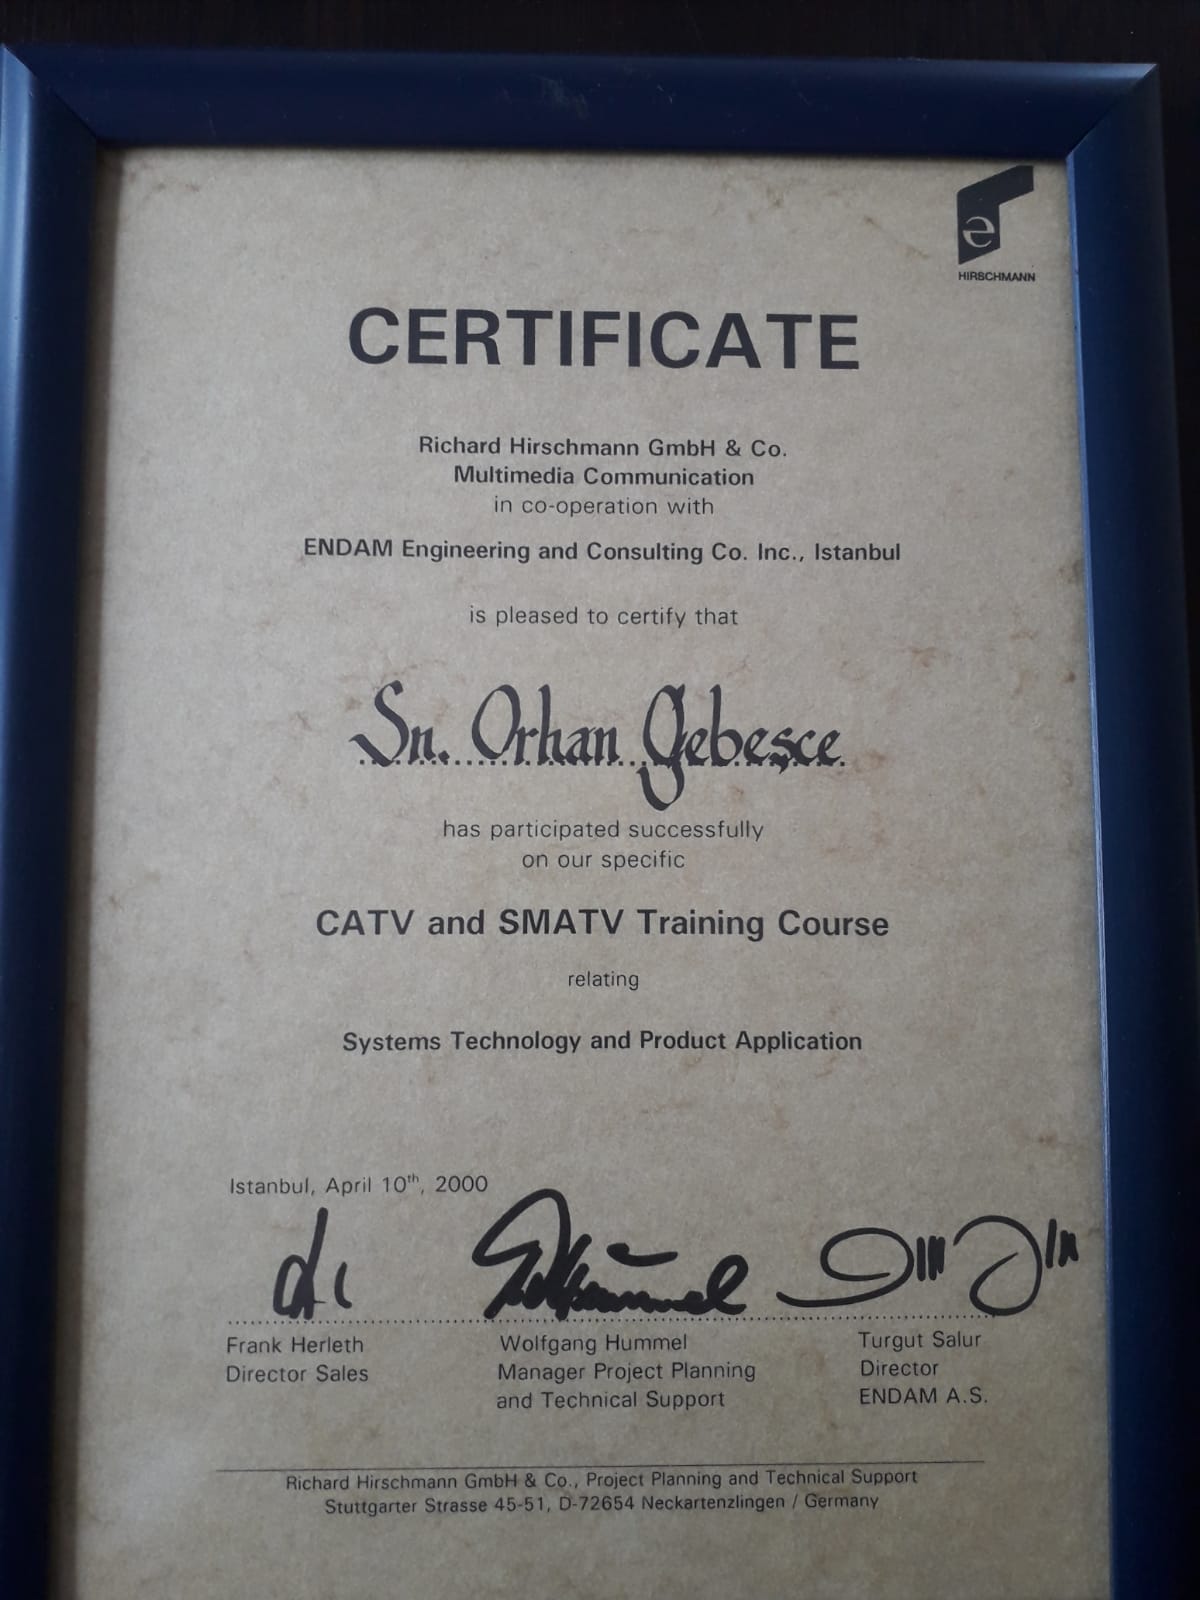 HIRSCHMANN
CERTIFICATE
Richard Hirschmann GmbH & Co.
Multimedia Communication
in co-operation with
ENDAM Engineering and Consulting Co. Inc., Istanbul
is pleased to certify that
Sn. Orhan Gebeşce
has participated successfully
on our specific
CATV and SMATV Training Course
relating
Systems Technology and Product Application
Istanbul, April 10th, 2000
Frank Herleth
Director Sales
Wolfgang Hummel
Manager Project Planning
and Technical Support
Turgut Salur
Director
ENDAM A.S.
Richard Hirschmann GmbH & Co., Project Planning and Technical Support
Stuttgarter Strasse 45-51, D-72654 Neckartenzlingen / Germany